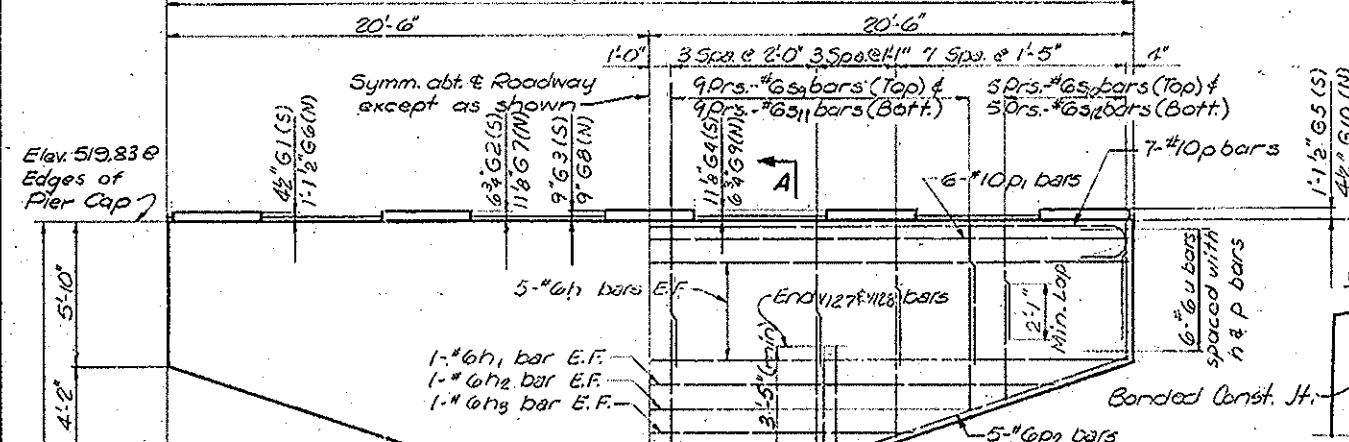 20'-6" 20'-6"
1'-0" 3 Spa. @ 2'-0" 3 Spa. @ 1'-1" 7 Spa. @ 1'-5" 4"
Symm. abt. ℄ Roadway
except as shown
9 Prs.-#6s9 bars (Top) &
9 Prs.-#6s11 bars (Bott.)
5 Prs.-#6s10 bars (Top) &
5 Prs.-#6s12 bars (Bott.)
Elev. 519.83 @
Edges of
Pier Cap
4½" G1 (S)
1'-1½" G6 (N)
6¾" G2 (S)
11⅛" G7 (N)
9" G3 (S)
9" G8 (N)
11⅛" G4 (S)
6¾" G9 (N)
1'-1½" G5 (S)
4½" G10 (N)
A
7-#10p bars
6-#10p1 bars
5'-10"
4'-2"
5-#6h bars E.F.
End v127 & v128 bars
2'-1"
Min. Lap
6-#6u bars
spaced with
h & p bars
1-#6h1 bar E.F.
1-#6h2 bar E.F.
1-#6h3 bar E.F.
3'-5" (min)
Bonded Const. Jt.
5-#6p2 bars